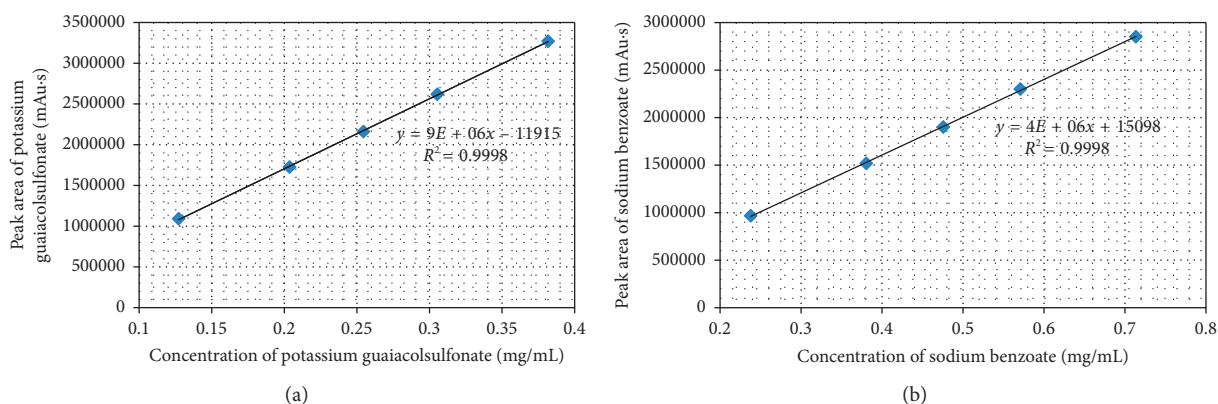 Peak area of potassium
guaiacolsulfonate (mAu·s)
3500000
3000000
2500000
2000000
1500000
1000000
500000
0
y = 9E + 06x – 11915
R² = 0.9998
0.1 0.15 0.2 0.25 0.3 0.35 0.4
Concentration of potassium guaiacolsulfonate (mg/mL)
(a)
Peak area of sodium benzoate (mAu·s)
3000000
2500000
2000000
1500000
1000000
500000
0
y = 4E + 06x + 15098
R² = 0.9998
0.2 0.3 0.4 0.5 0.6 0.7 0.8
Concentration of sodium benzoate (mg/mL)
(b)